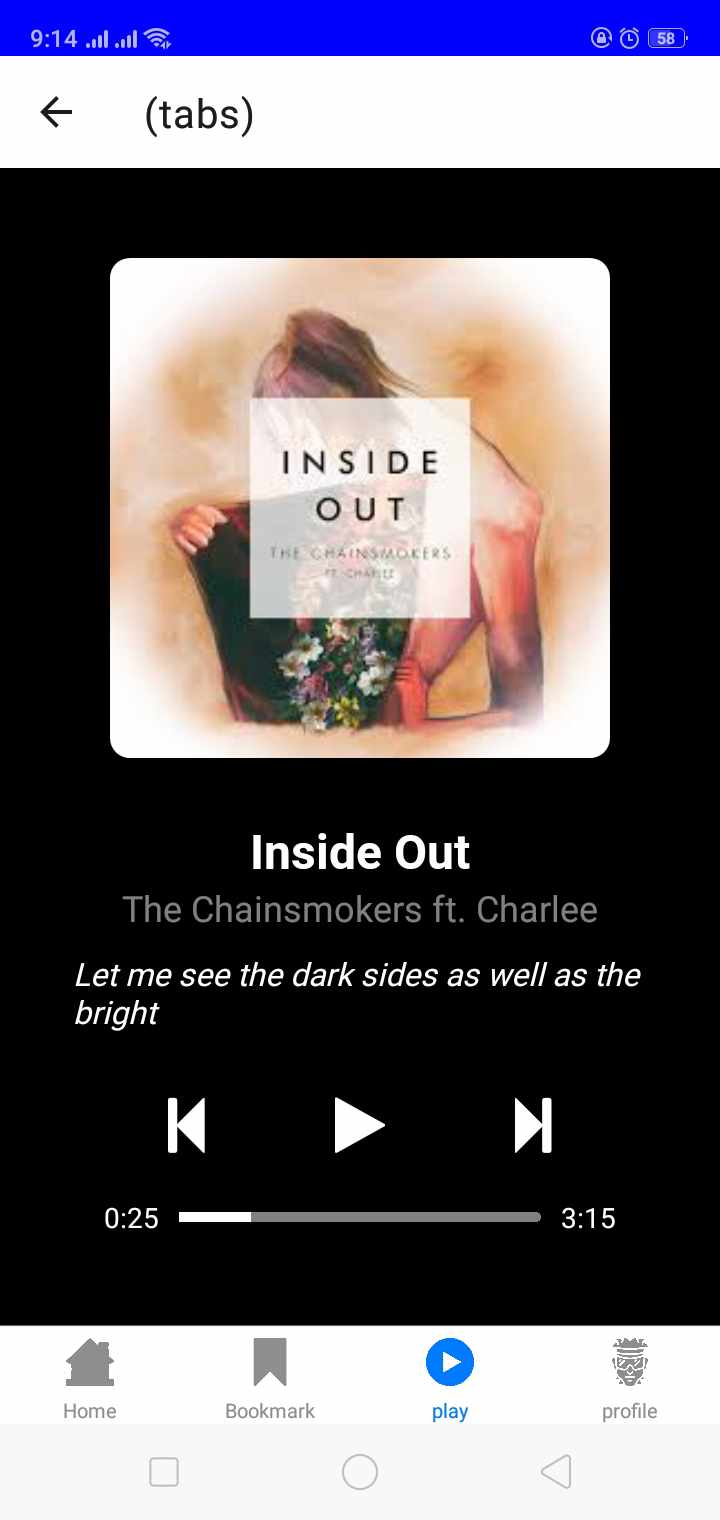 9:14
58
(tabs)
INSIDE
OUT
THE CHAINSMOKERS
FT. CHARLEE
Inside Out
The Chainsmokers ft. Charlee
Let me see the dark sides as well as the
bright
0:25
3:15
Home
Bookmark
play
profile